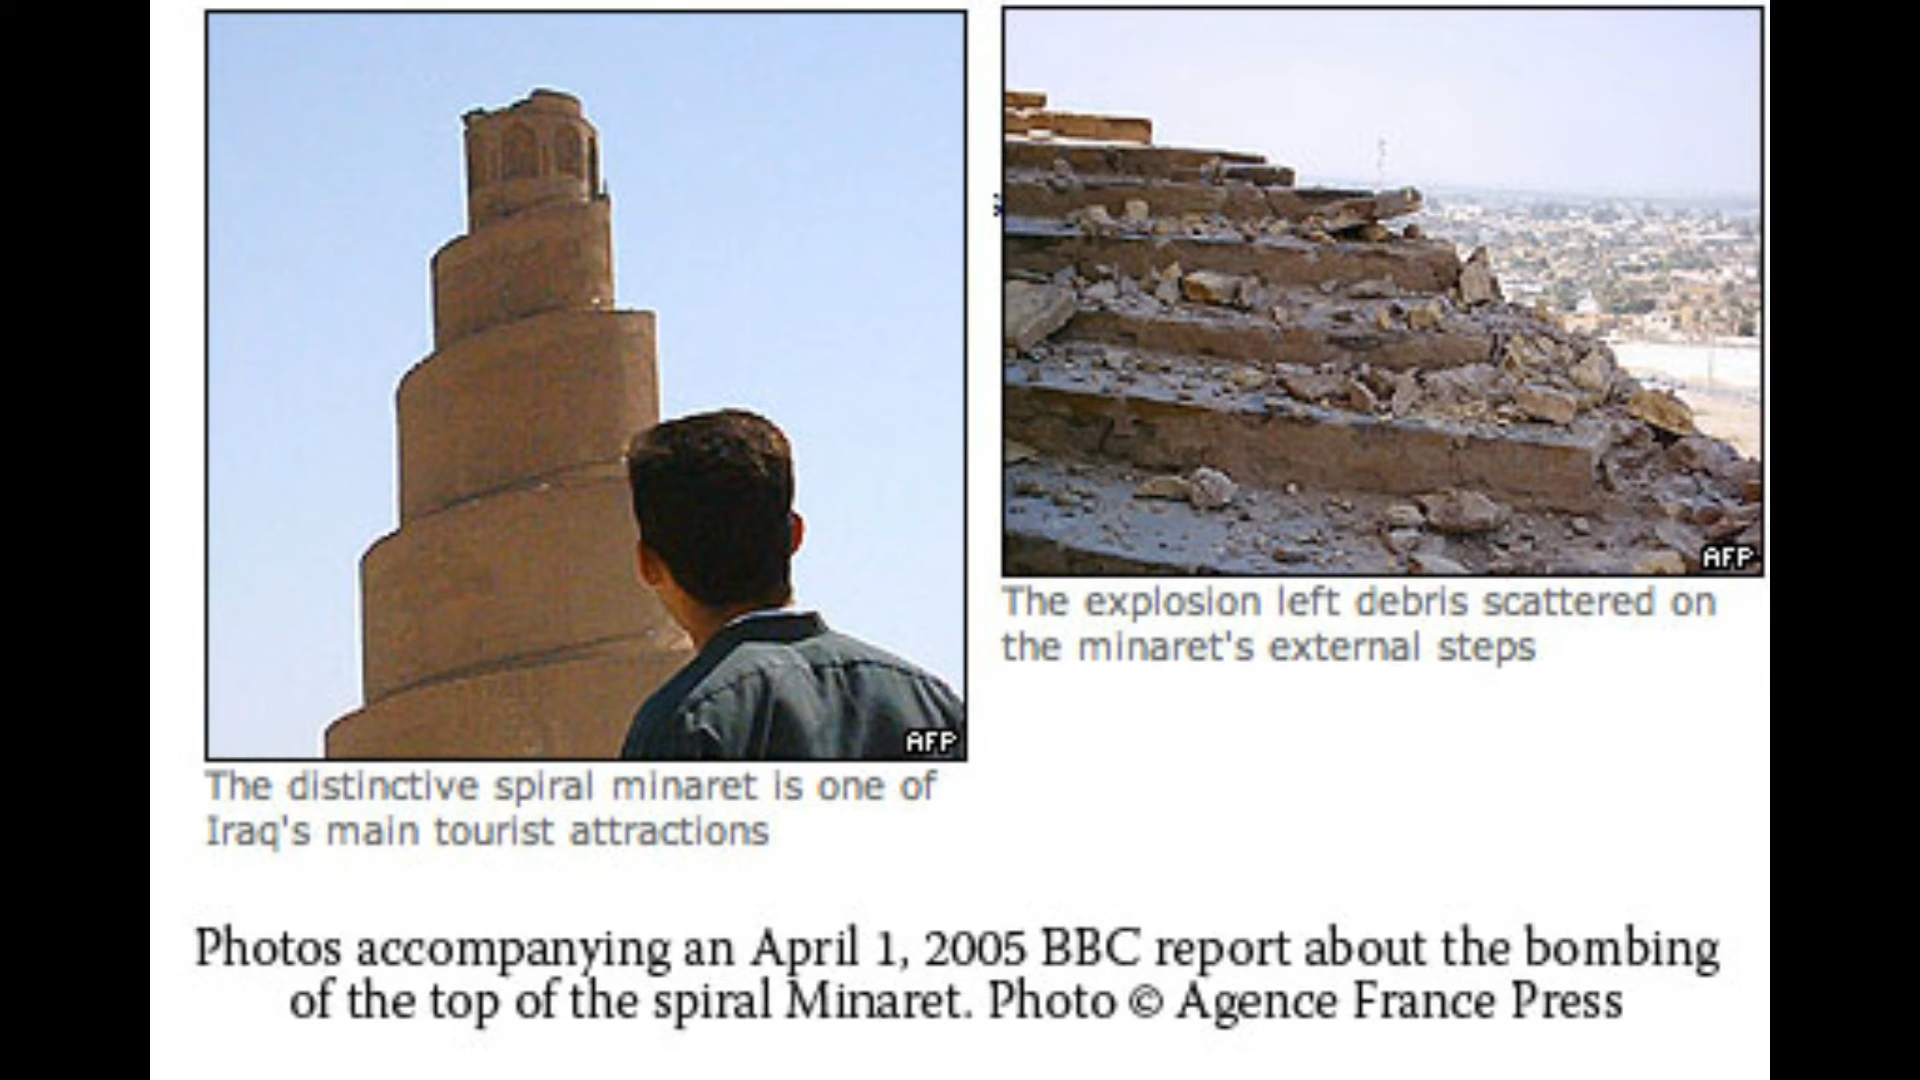 AFP
The distinctive spiral minaret is one of
Iraq's main tourist attractions
AFP
The explosion left debris scattered on
the minaret's external steps
Photos accompanying an April 1, 2005 BBC report about the bombing
of the top of the spiral Minaret. Photo © Agence France Press